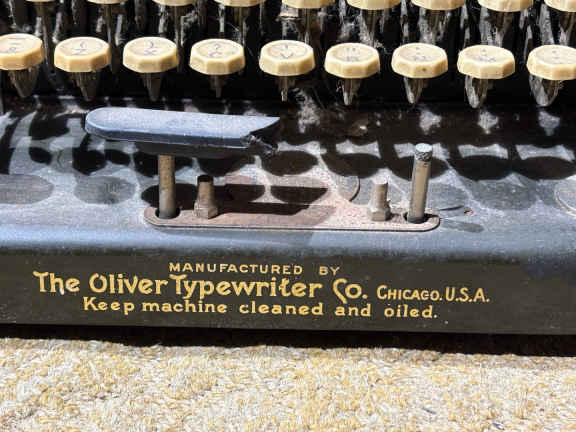 MANUFACTURED BY
The Oliver Typewriter Co. CHICAGO. U.S.A.
Keep machine cleaned and oiled.